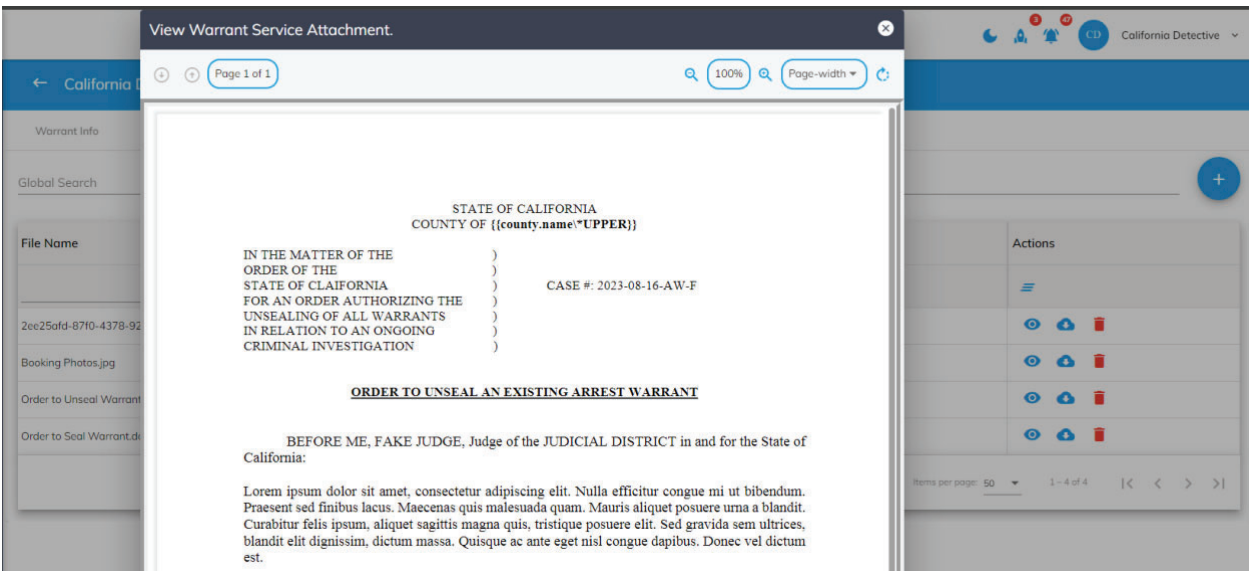 View Warrant Service Attachment.
3
47
CD
California Detective
Page 1 of 1
100%
Page-width
California
Warrant Info
Global Search
+
STATE OF CALIFORNIA
COUNTY OF {{county.name\*UPPER}}
File Name
Actions
IN THE MATTER OF THE )
ORDER OF THE )
STATE OF CLAIFORNIA ) CASE #: 2023-08-16-AW-F
FOR AN ORDER AUTHORIZING THE )
UNSEALING OF ALL WARRANTS )
IN RELATION TO AN ONGOING )
CRIMINAL INVESTIGATION )
2ee25afd-87f0-4378-92
Booking Photos.jpg
Order to Unseal Warrant
Order to Seal Warrant.do
ORDER TO UNSEAL AN EXISTING ARREST WARRANT
BEFORE ME, FAKE JUDGE, Judge of the JUDICIAL DISTRICT in and for the State of
California:
Items per page: 50
1 – 4 of 4
Lorem ipsum dolor sit amet, consectetur adipiscing elit. Nulla efficitur congue mi ut bibendum.
Praesent sed finibus lacus. Maecenas quis malesuada quam. Mauris aliquet posuere urna a blandit.
Curabitur felis ipsum, aliquet sagittis magna quis, tristique posuere elit. Sed gravida sem ultrices,
blandit elit dignissim, dictum massa. Quisque ac ante eget nisl congue dapibus. Donec vel dictum
est.